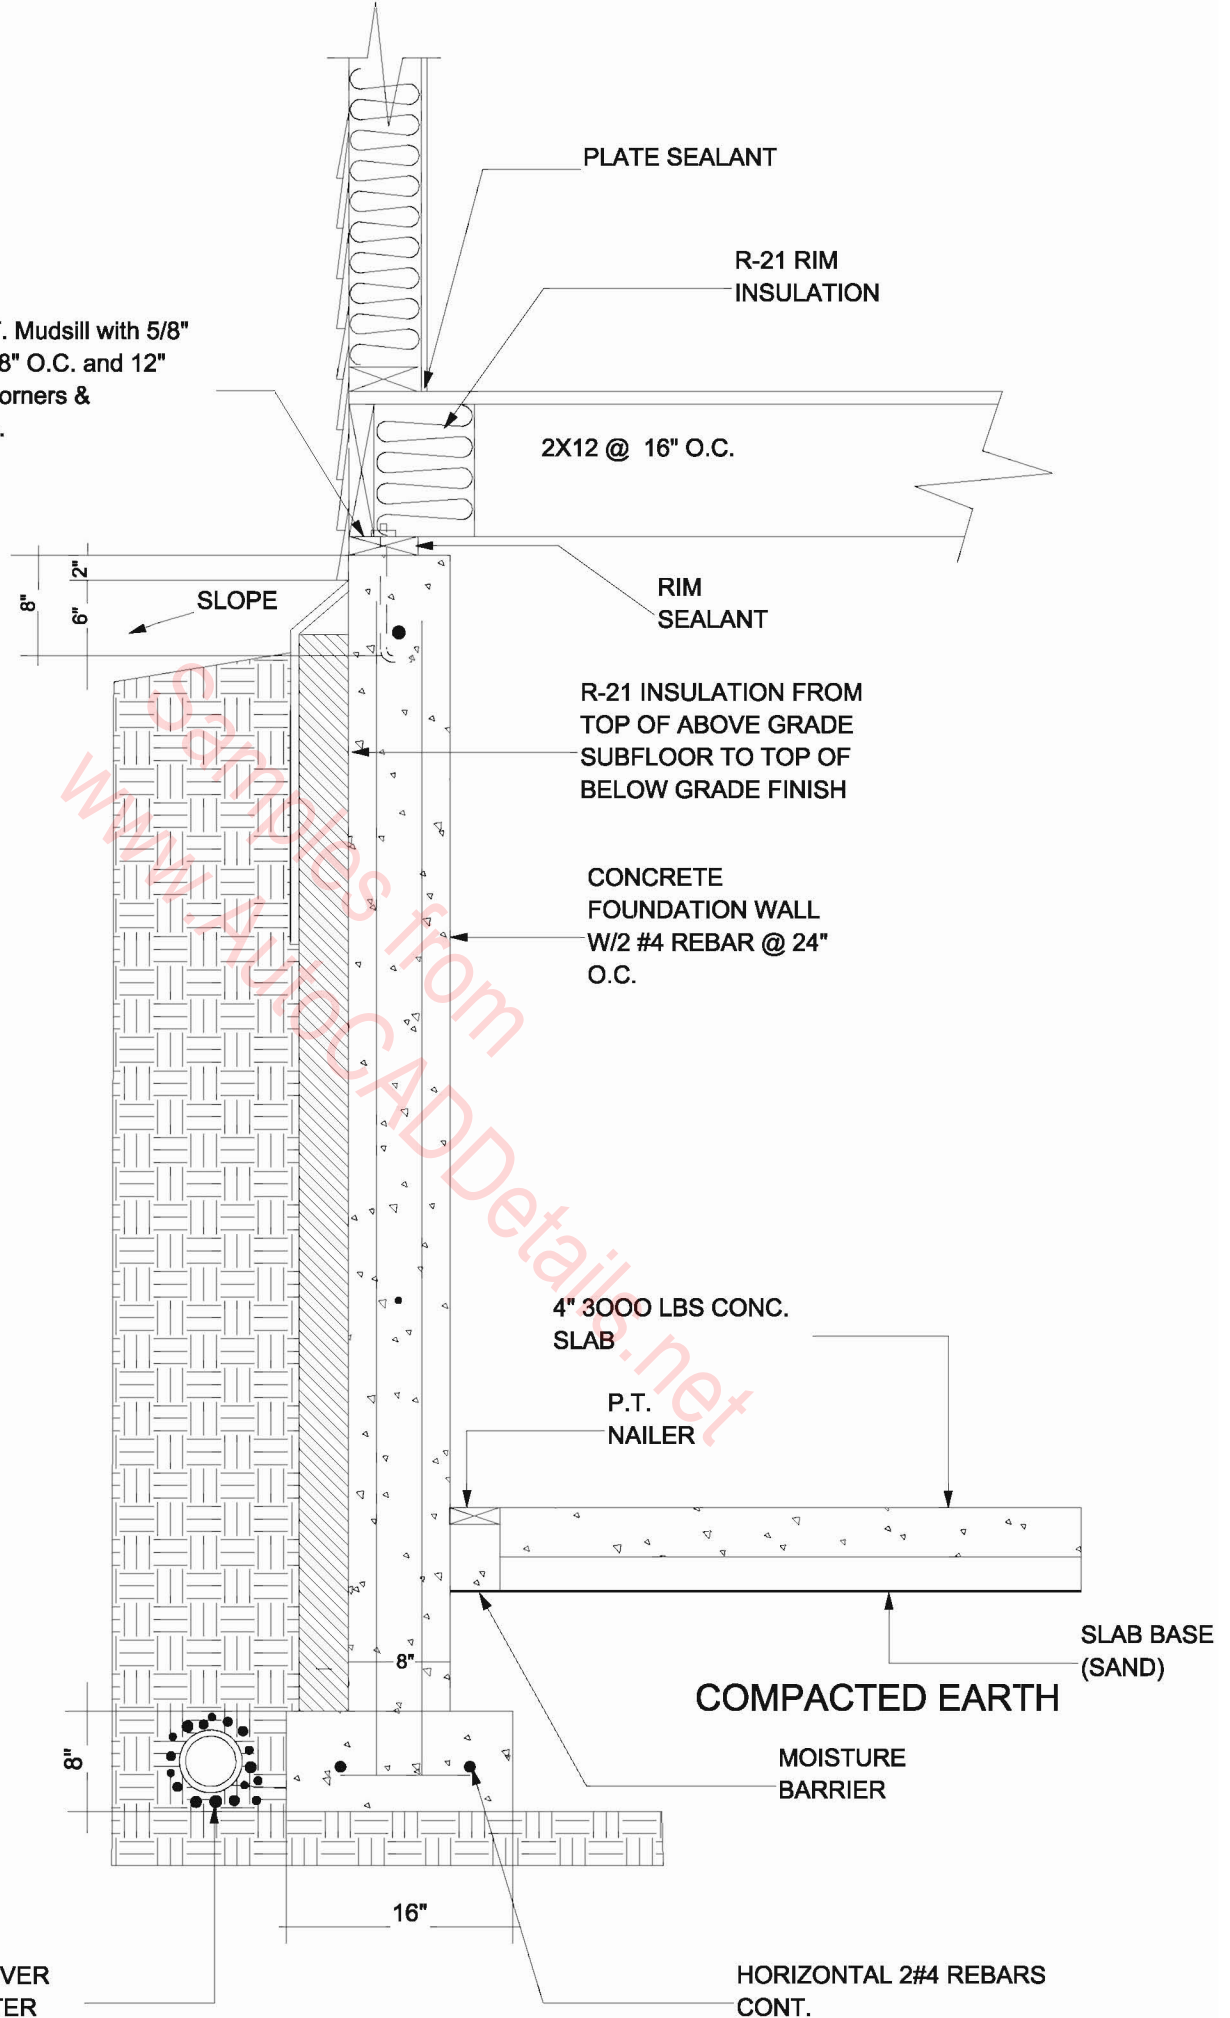 PLATE SEALANT
R-21 RIM
INSULATION
. Mudsill with 5/8"
8" O.C. and 12"
orners &
2X12 @ 16" O.C.
2"
8"
6"
SLOPE
RIM
SEALANT
R-21 INSULATION FROM
TOP OF ABOVE GRADE
SUBFLOOR TO TOP OF
BELOW GRADE FINISH
CONCRETE
FOUNDATION WALL
W/2 #4 REBAR @ 24"
O.C.
Samples from
www.AutoCADDetails.net
4" 3OOO LBS CONC.
SLAB
P.T.
NAILER
SLAB BASE
(SAND)
8"
COMPACTED EARTH
8"
MOISTURE
BARRIER
16"
VER
TER
HORIZONTAL 2#4 REBARS
CONT.